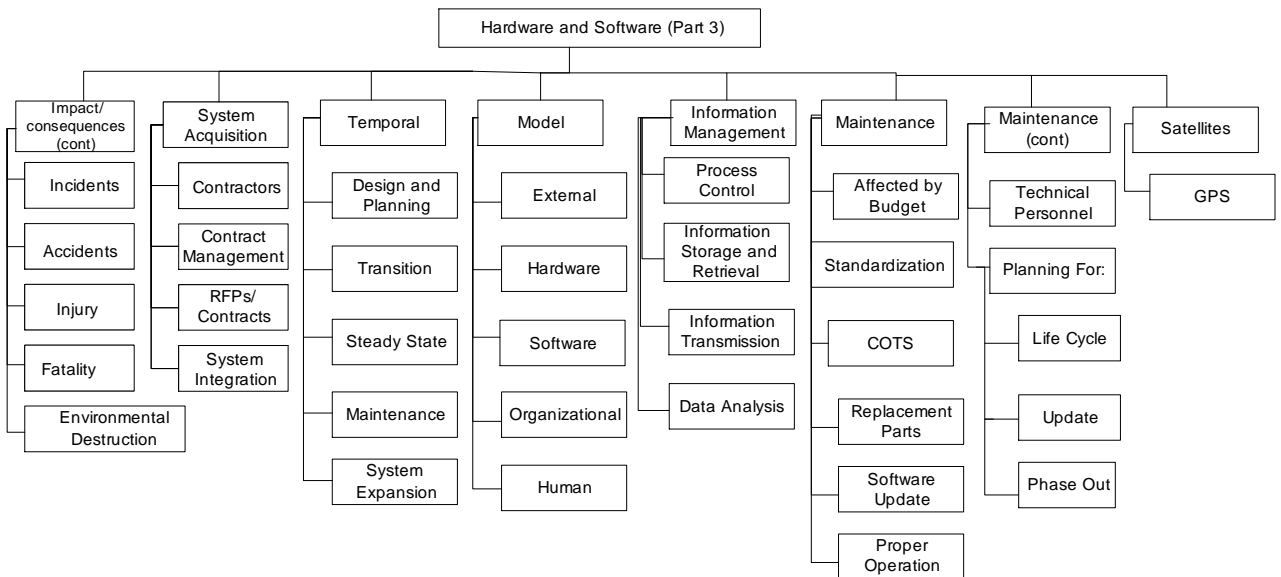 Hardware and Software (Part 3)
Impact/
consequences
(cont)
Incidents
Accidents
Injury
Fatality
Environmental
Destruction
System
Acquisition
Contractors
Contract
Management
RFPs/
Contracts
System
Integration
Temporal
Design and
Planning
Transition
Steady State
Maintenance
System
Expansion
Model
External
Hardware
Software
Organizational
Human
Information
Management
Process
Control
Information
Storage and
Retrieval
Information
Transmission
Data Analysis
Maintenance
Affected by
Budget
Standardization
COTS
Replacement
Parts
Software
Update
Proper
Operation
Maintenance
(cont)
Technical
Personnel
Planning For:
Life Cycle
Update
Phase Out
Satellites
GPS